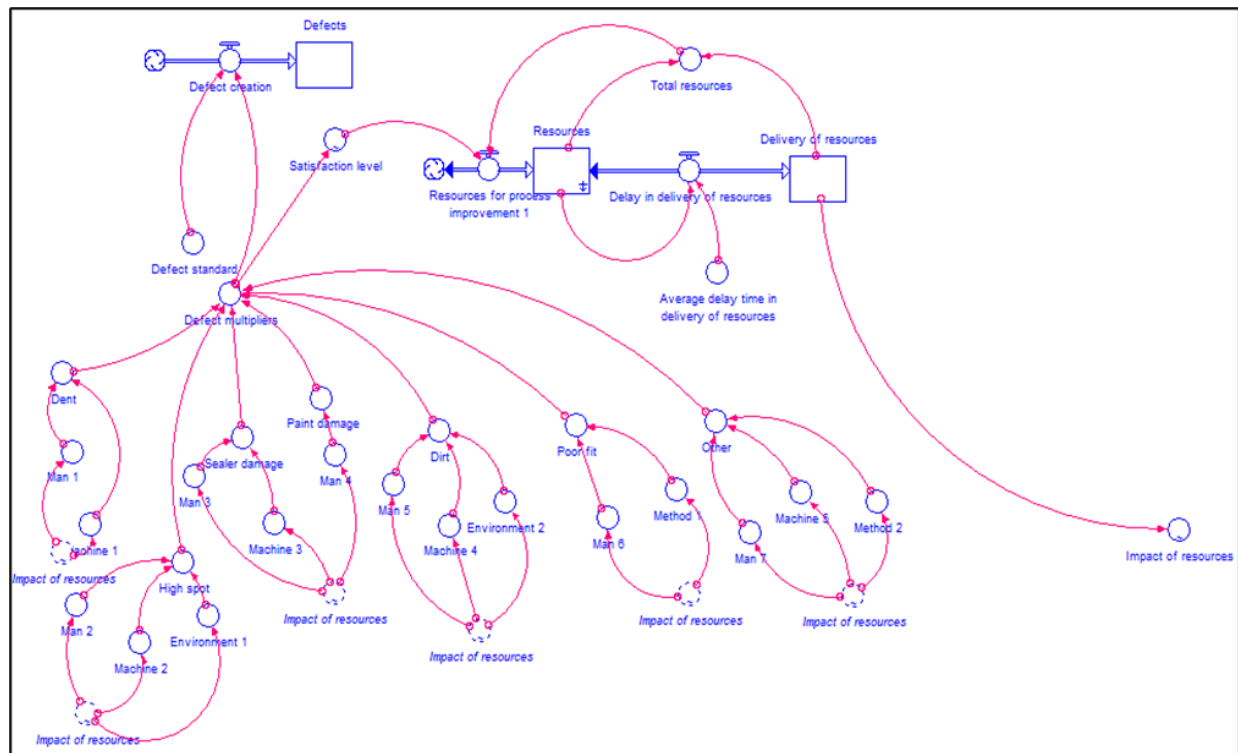 Defects
Defect creation
Total resources
Resources
Delivery of resources
Satisfaction level
Resources for process
improvement 1
Delay in delivery of resources
Defect standard
Average delay time in
delivery of resources
Defect multipliers
Dent
Paint damage
Sealer damage
Dirt
Poor fit
Other
Man 1
Man 3
Man 4
Man 5
Method 1
Machine 5
Method 2
Machine 3
Machine 4
Environment 2
Man 6
Man 7
Impact of resources
achine 1
Impact of resources
High spot
Impact of resources
Impact of resources
Impact of resources
Man 2
Machine 2
Environment 1
Impact of resources
Impact of resources